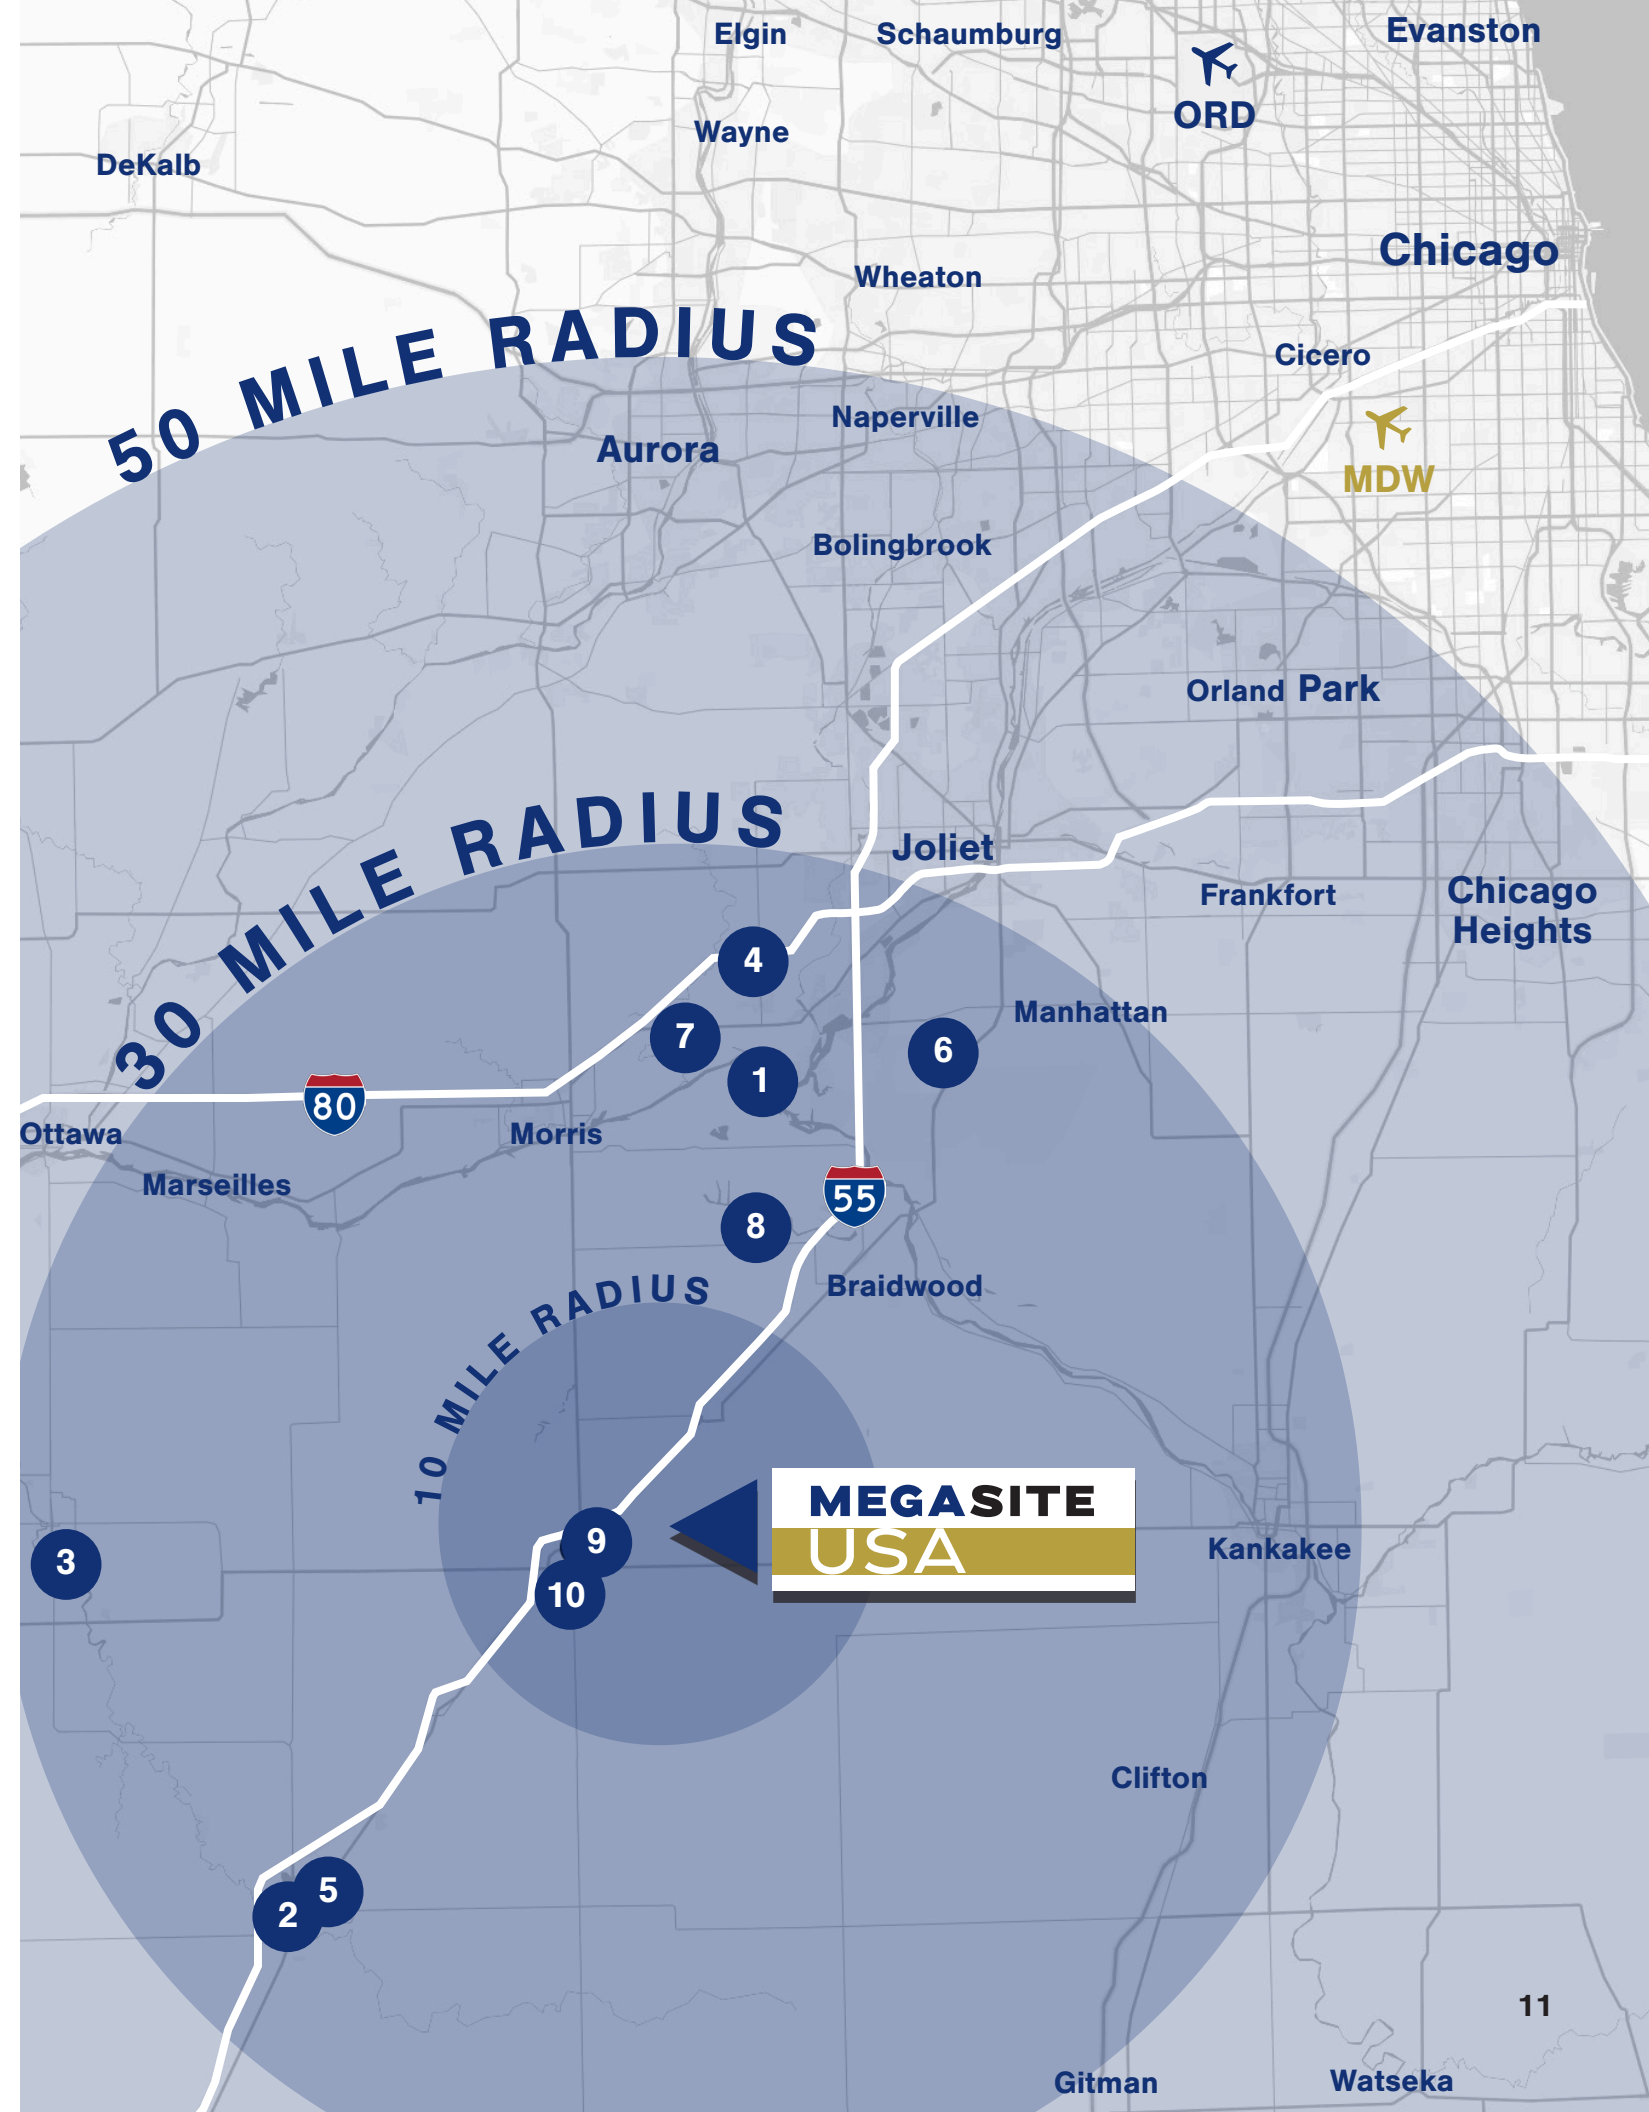 Elgin
Schaumburg
Evanston
ORD
Wayne
DeKalb
Chicago
Wheaton
50 MILE RADIUS
Cicero
Naperville
Aurora
MDW
Bolingbrook
Orland Park
30 MILE RADIUS
Joliet
Frankfort
Chicago
Heights
4
Manhattan
7
6
1
80
Ottawa
Morris
Marseilles
55
8
Braidwood
10 MILE RADIUS
MEGASITE
USA
9
Kankakee
3
10
Clifton
5
2
11
Gitman
Watseka